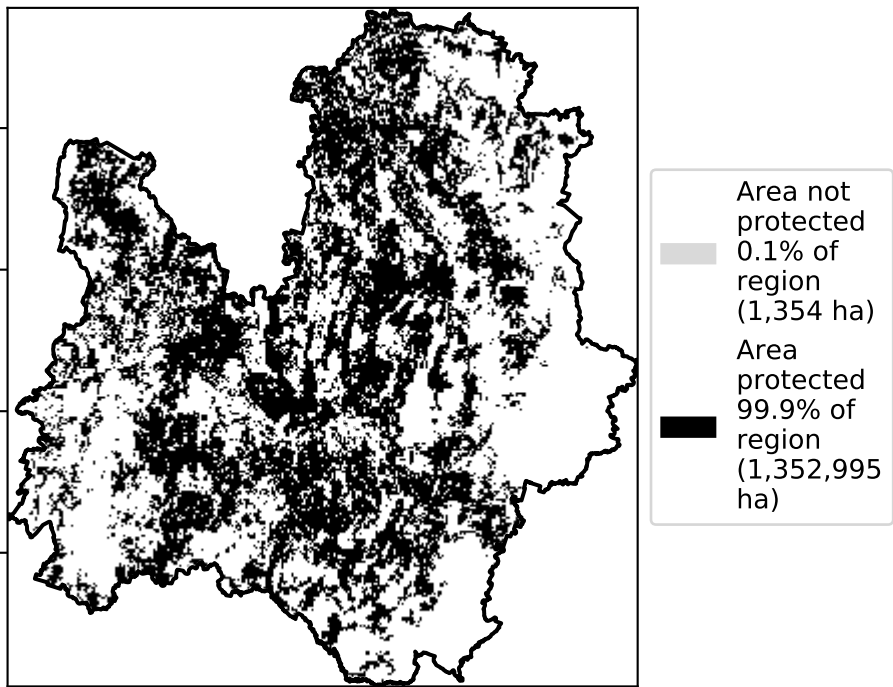 Area not
protected
0.1% of
region
(1,354 ha)
Area
protected
99.9% of
region
(1,352,995
ha)